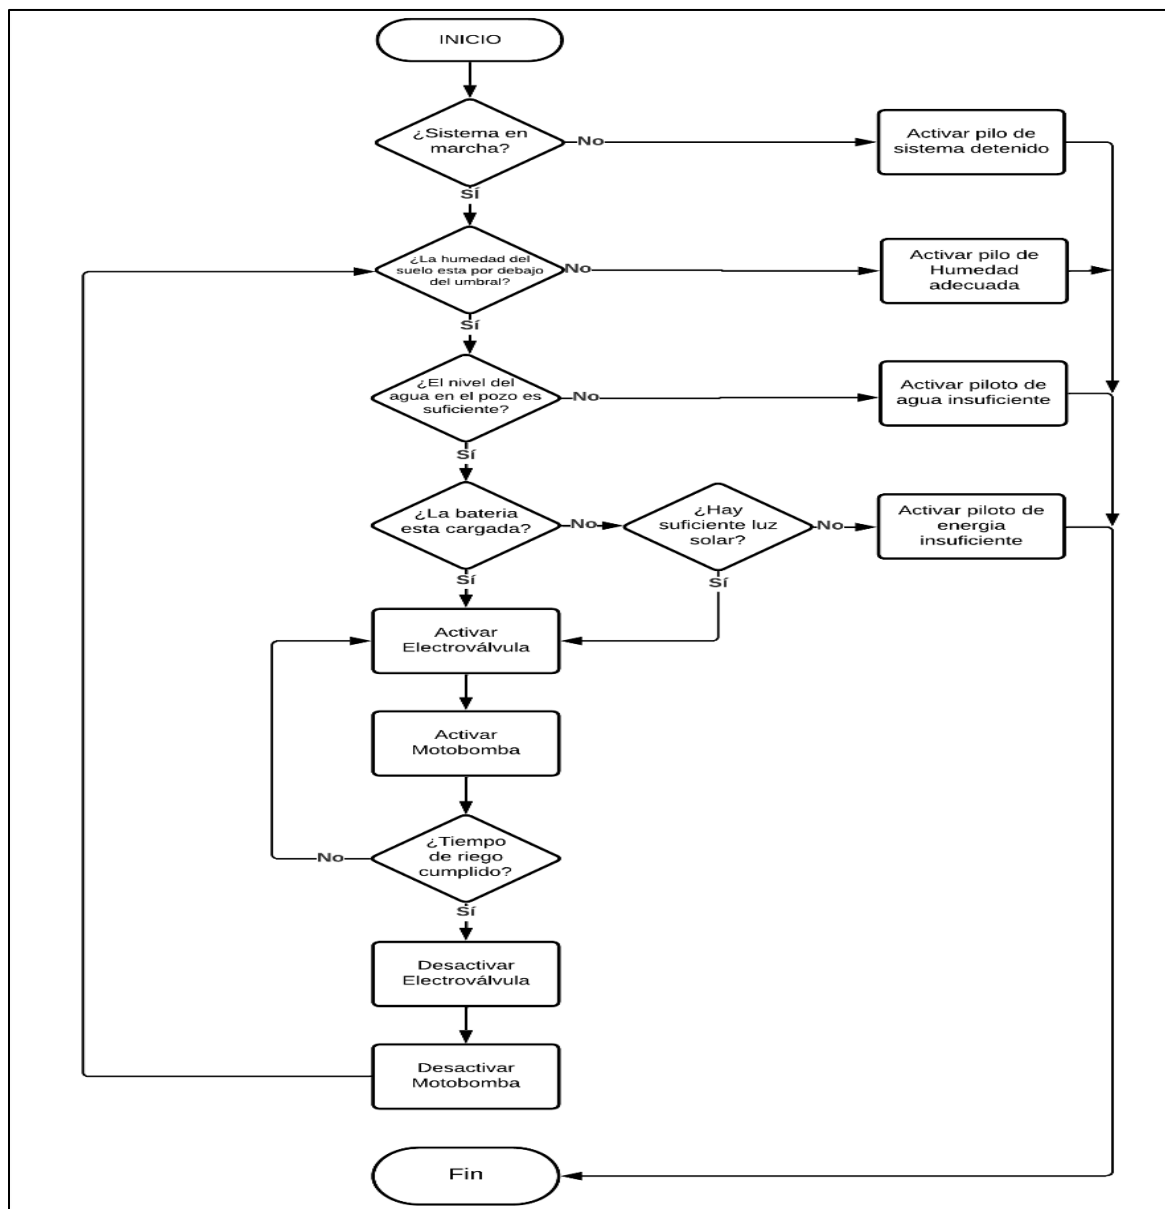 INICIO
¿Sistema en
marcha?
No
Activar pilo de
sistema detenido
Sí
¿La humedad del
suelo esta por debajo
del umbral?
No
Activar pilo de
Humedad
adecuada
Sí
¿El nivel del
agua en el pozo es
suficiente?
No
Activar piloto de
agua insuficiente
Sí
¿La bateria
esta cargada?
No
¿Hay
suficiente luz
solar?
No
Activar piloto de
energia
insuficiente
Sí
Sí
Activar
Electroválvula
Activar
Motobomba
¿Tiempo
de riego
cumplido?
No
Sí
Desactivar
Electroválvula
Desactivar
Motobomba
Fin